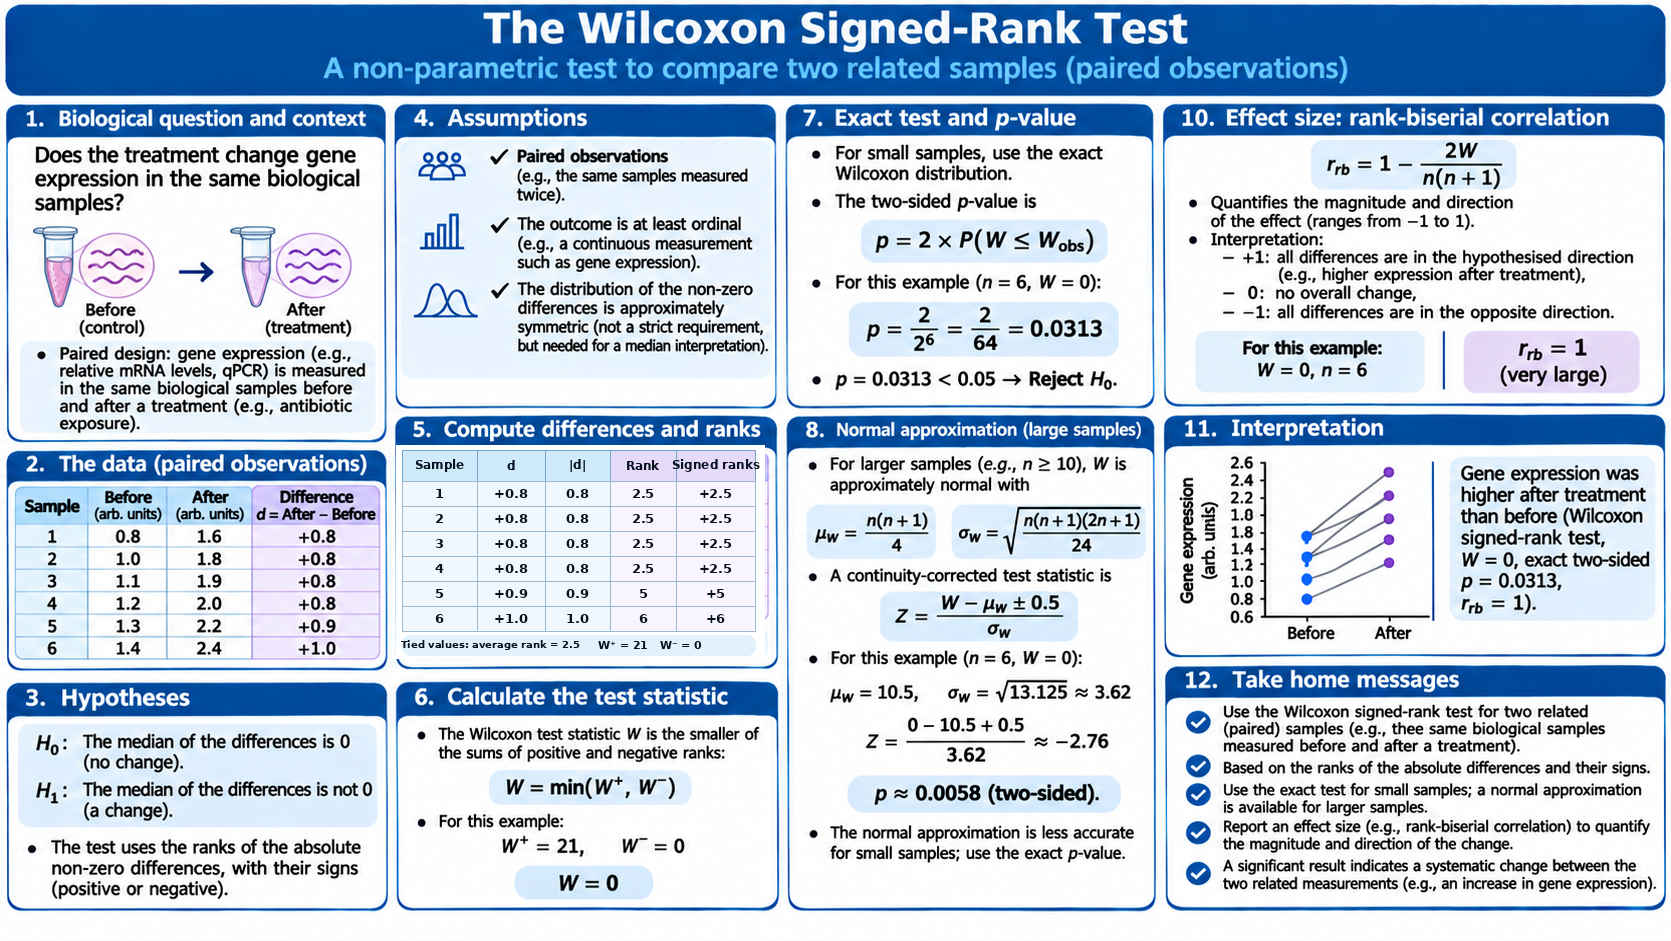 The Wilcoxon Signed-Rank Test
A non-parametric test to compare two related samples (paired observations)
1. Biological question and context
Does the treatment change gene
expression in the same biological
samples?
Before
(control)
→
After
(treatment)
• Paired design: gene expression (e.g.,
relative mRNA levels, qPCR) is measured
in the same biological samples before
and after a treatment (e.g., antibiotic
exposure).
2. The data (paired observations)
Sample | Before (arb. units) | After (arb. units) | Difference d = After − Before
1 0.8 1.6 +0.8
2 1.0 1.8 +0.8
3 1.1 1.9 +0.8
4 1.2 2.0 +0.8
5 1.3 2.2 +0.9
6 1.4 2.4 +1.0
3. Hypotheses
H₀: The median of the differences is 0
(no change).
H₁: The median of the differences is not 0
(a change).
• The test uses the ranks of the absolute
non-zero differences, with their signs
(positive or negative).
4. Assumptions
✓ Paired observations
(e.g., the same samples measured
twice).
✓ The outcome is at least ordinal
(e.g., a continuous measurement
such as gene expression).
✓ The distribution of the non-zero
differences is approximately
symmetric (not a strict requirement,
but needed for a median interpretation).
5. Compute differences and ranks
Sample d |d| Rank Signed ranks
1 +0.8 0.8 2.5 +2.5
2 +0.8 0.8 2.5 +2.5
3 +0.8 0.8 2.5 +2.5
4 +0.8 0.8 2.5 +2.5
5 +0.9 0.9 5 +5
6 +1.0 1.0 6 +6
Tied values: average rank = 2.5 W⁺ = 21 W⁻ = 0
6. Calculate the test statistic
• The Wilcoxon test statistic W is the smaller of
the sums of positive and negative ranks:
W = min(W⁺, W⁻)
• For this example:
W⁺ = 21, W⁻ = 0
W = 0
7. Exact test and p-value
• For small samples, use the exact
Wilcoxon distribution.
• The two-sided p-value is
p = 2 × P(W ≤ W_obs)
• For this example (n = 6, W = 0):
p = 2/2⁶ = 2/64 = 0.0313
• p = 0.0313 < 0.05 → Reject H₀.
8. Normal approximation (large samples)
• For larger samples (e.g., n ≥ 10), W is
approximately normal with
μ_W = n(n + 1)/4 σ_W = √(n(n + 1)(2n + 1)/24)
• A continuity-corrected test statistic is
Z = (W − μ_W ± 0.5)/σ_W
• For this example (n = 6, W = 0):
μ_W = 10.5, σ_W = √13.125 ≈ 3.62
Z = (0 − 10.5 + 0.5)/3.62 ≈ −2.76
p ≈ 0.0058 (two-sided).
• The normal approximation is less accurate
for small samples; use the exact p-value.
10. Effect size: rank-biserial correlation
r_rb = 1 − 2W/n(n + 1)
• Quantifies the magnitude and direction
of the effect (ranges from −1 to 1).
• Interpretation:
− +1: all differences are in the hypothesised direction
(e.g., higher expression after treatment),
− 0: no overall change,
− −1: all differences are in the opposite direction.
For this example:
W = 0, n = 6
r_rb = 1
(very large)
11. Interpretation
Gene expression
(arb. units)
2.6
2.4
2.2
1.0
1.8
1.4
1.2
1.0
0.8
0.6
Before After
Gene expression was
higher after treatment
than before (Wilcoxon
signed-rank test,
W = 0, exact two-sided
p = 0.0313,
r_rb = 1).
12. Take home messages
Use the Wilcoxon signed-rank test for two related
(paired) samples (e.g., thee same biological samples
measured before and after a treatment).
Based on the ranks of the absolute differences and their signs.
Use the exact test for small samples; a normal approximation
is available for larger samples.
Report an effect size (e.g., rank-biserial correlation) to quantify
the magnitude and direction of the change.
A significant result indicates a systematic change between the
two related measurements (e.g., an increase in gene expression).